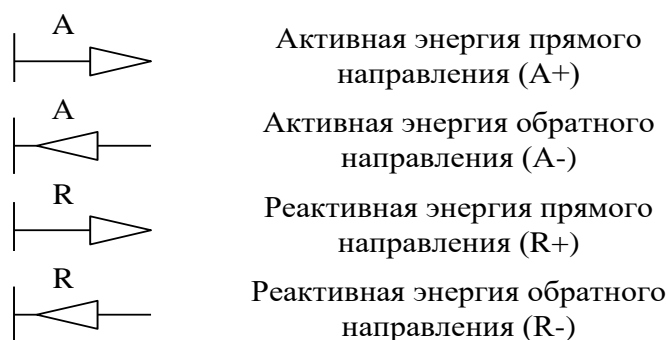 A
Активная энергия прямого
направления (A+)
A
Активная энергия обратного
направления (A-)
R
Реактивная энергия прямого
направления (R+)
R
Реактивная энергия обратного
направления (R-)